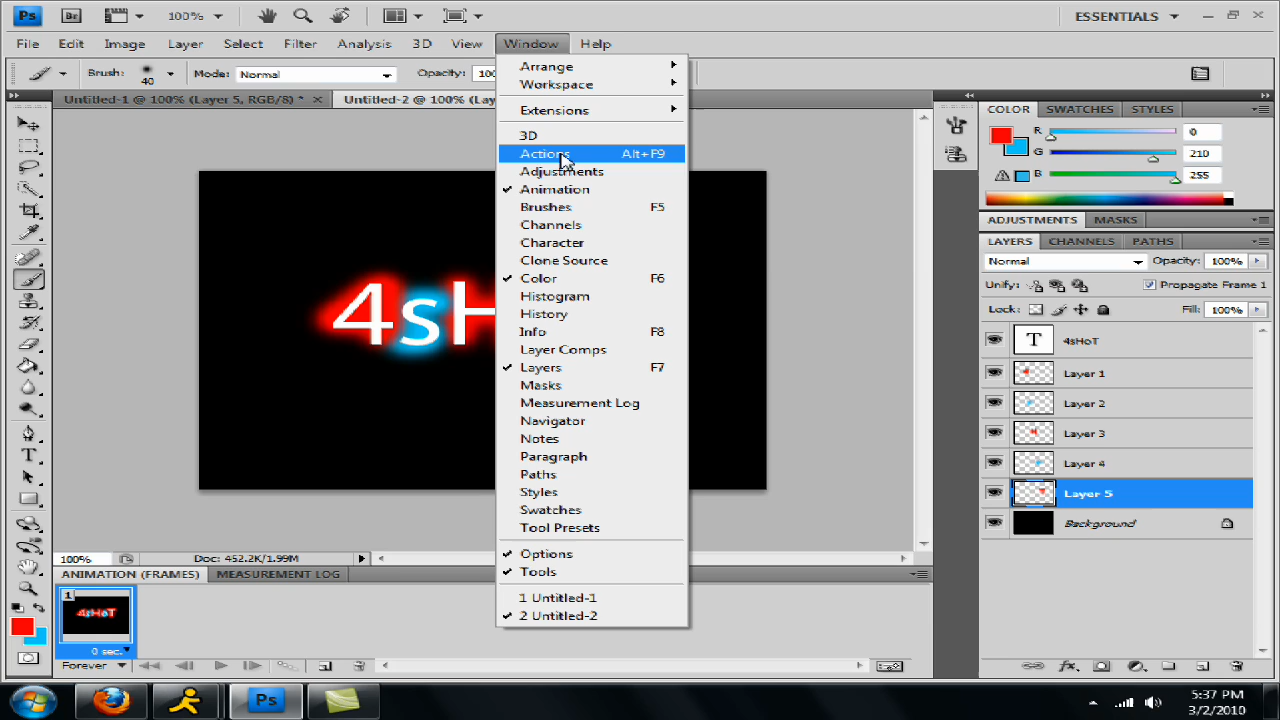 Ps Br 100% ESSENTIALS
File Edit Image Layer Select Filter Analysis 3D View Window Help
Brush: 40 Mode: Normal Opacity: 100
Untitled-1 @ 100% (Layer 5, RGB/8) * × Untitled-2 @ 100% (Lay
Arrange
Workspace
Extensions
3D
Actions Alt+F9
Adjustments
Animation
Brushes F5
Channels
Character
Clone Source
Color F6
Histogram
History
Info F8
Layer Comps
Layers F7
Masks
Measurement Log
Navigator
Notes
Paragraph
Paths
Styles
Swatches
Tool Presets
Options
Tools
1 Untitled-1
2 Untitled-2
4sH
COLOR SWATCHES STYLES
R 0
G 210
B 255
ADJUSTMENTS MASKS
LAYERS CHANNELS PATHS
Normal Opacity: 100%
Unify: Propagate Frame 1
Lock: Fill: 100%
T 4sHoT
Layer 1
Layer 2
Layer 3
Layer 4
Layer 5
Background
100% Doc: 452.2K/1.99M
ANIMATION (FRAMES) MEASUREMENT LOG
1
4sHoT
0 sec.
Forever
Ps
5:37 PM
3/2/2010